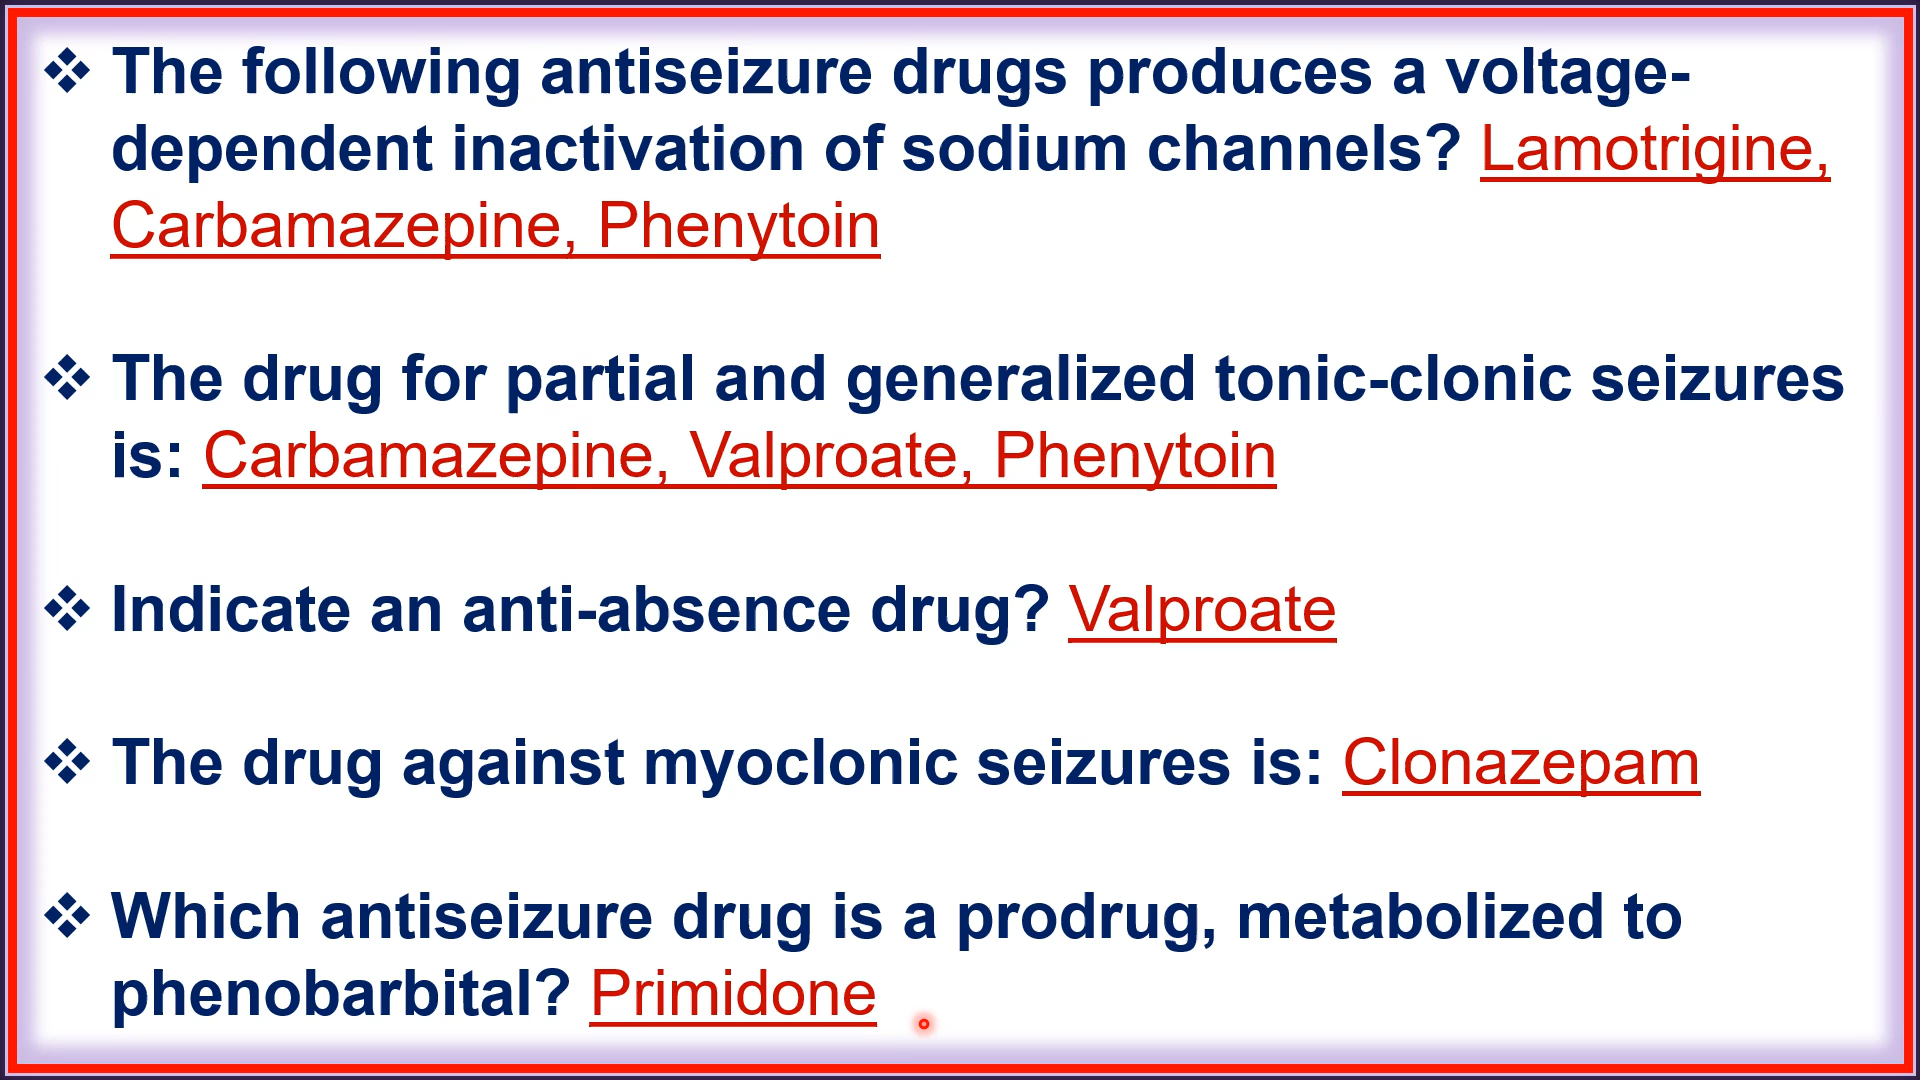 ❖ The following antiseizure drugs produces a voltage-
dependent inactivation of sodium channels? Lamotrigine,
Carbamazepine, Phenytoin
❖ The drug for partial and generalized tonic-clonic seizures
is: Carbamazepine, Valproate, Phenytoin
❖ Indicate an anti-absence drug? Valproate
❖ The drug against myoclonic seizures is: Clonazepam
❖ Which antiseizure drug is a prodrug, metabolized to
phenobarbital? Primidone